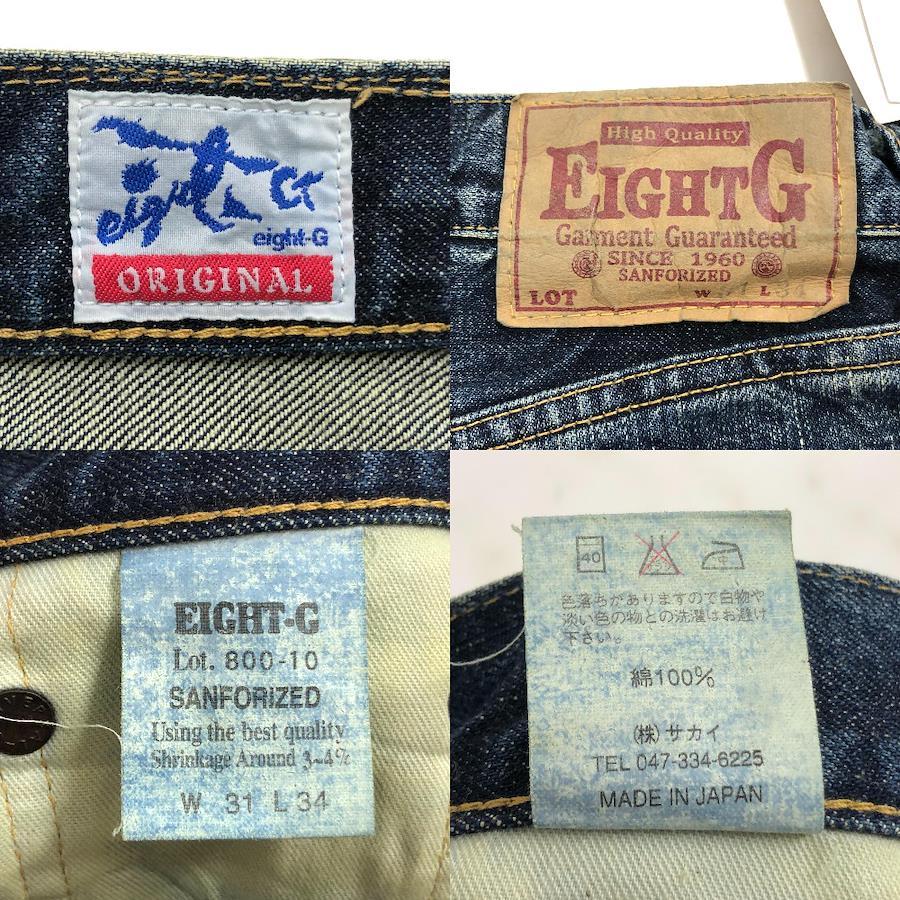 eight-G
eight-G
ORIGINAL
High Quality
EIGHTG
Garment Guaranteed
SINCE 1960
SANFORIZED
LOT W L 34
EIGHT-G
Lot. 800-10
SANFORIZED
Using the best quality
Shrinkage Around 3~4%
W 31 L 34
40
色落ちがありますので白物や
淡い色の物との洗濯はお避け
下さい。
綿100%
(株)サカイ
TEL 047-334-6225
MADE IN JAPAN